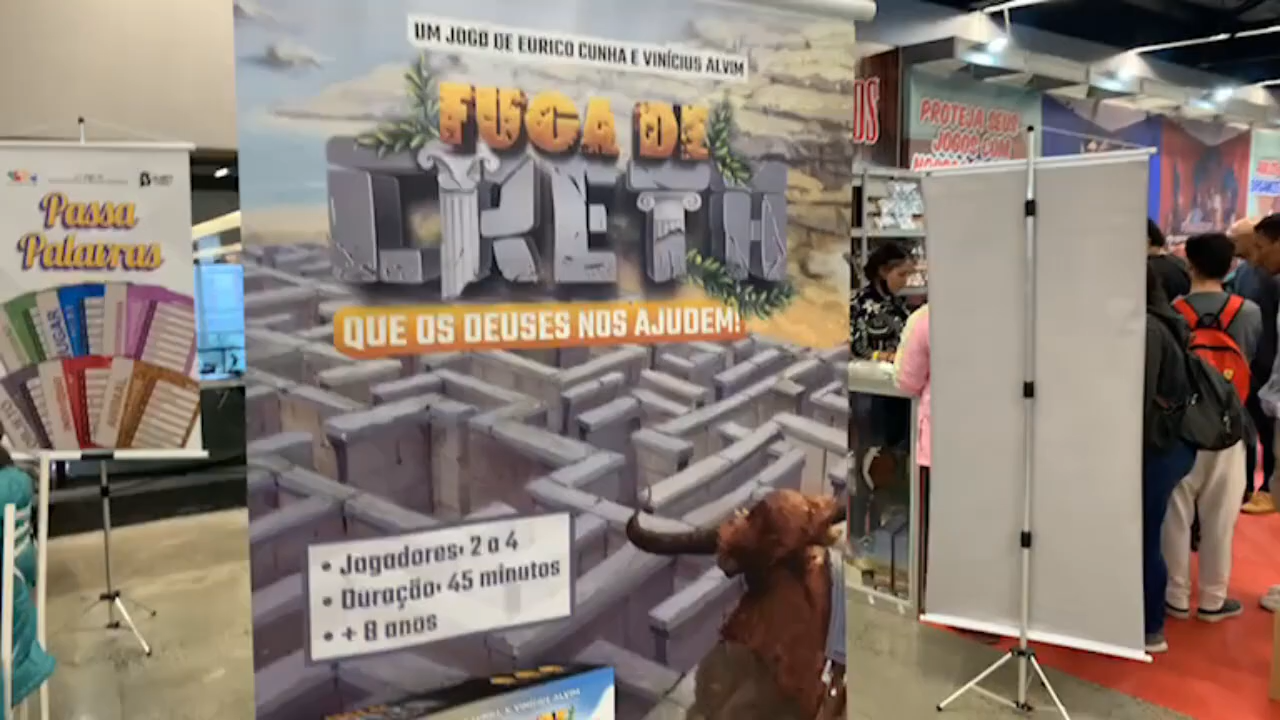 UM JOGO DE EURICO CUNHA E VINÍCIUS ALVIM
FUGA DE
CRETA
QUE OS DEUSES NOS AJUDEM!
• Jogadores: 2 a 4
• Duração: 45 minutos
• + 8 anos
Passa
Palavras
LUGAR
PROTEJA SEUS
JOGOS COM